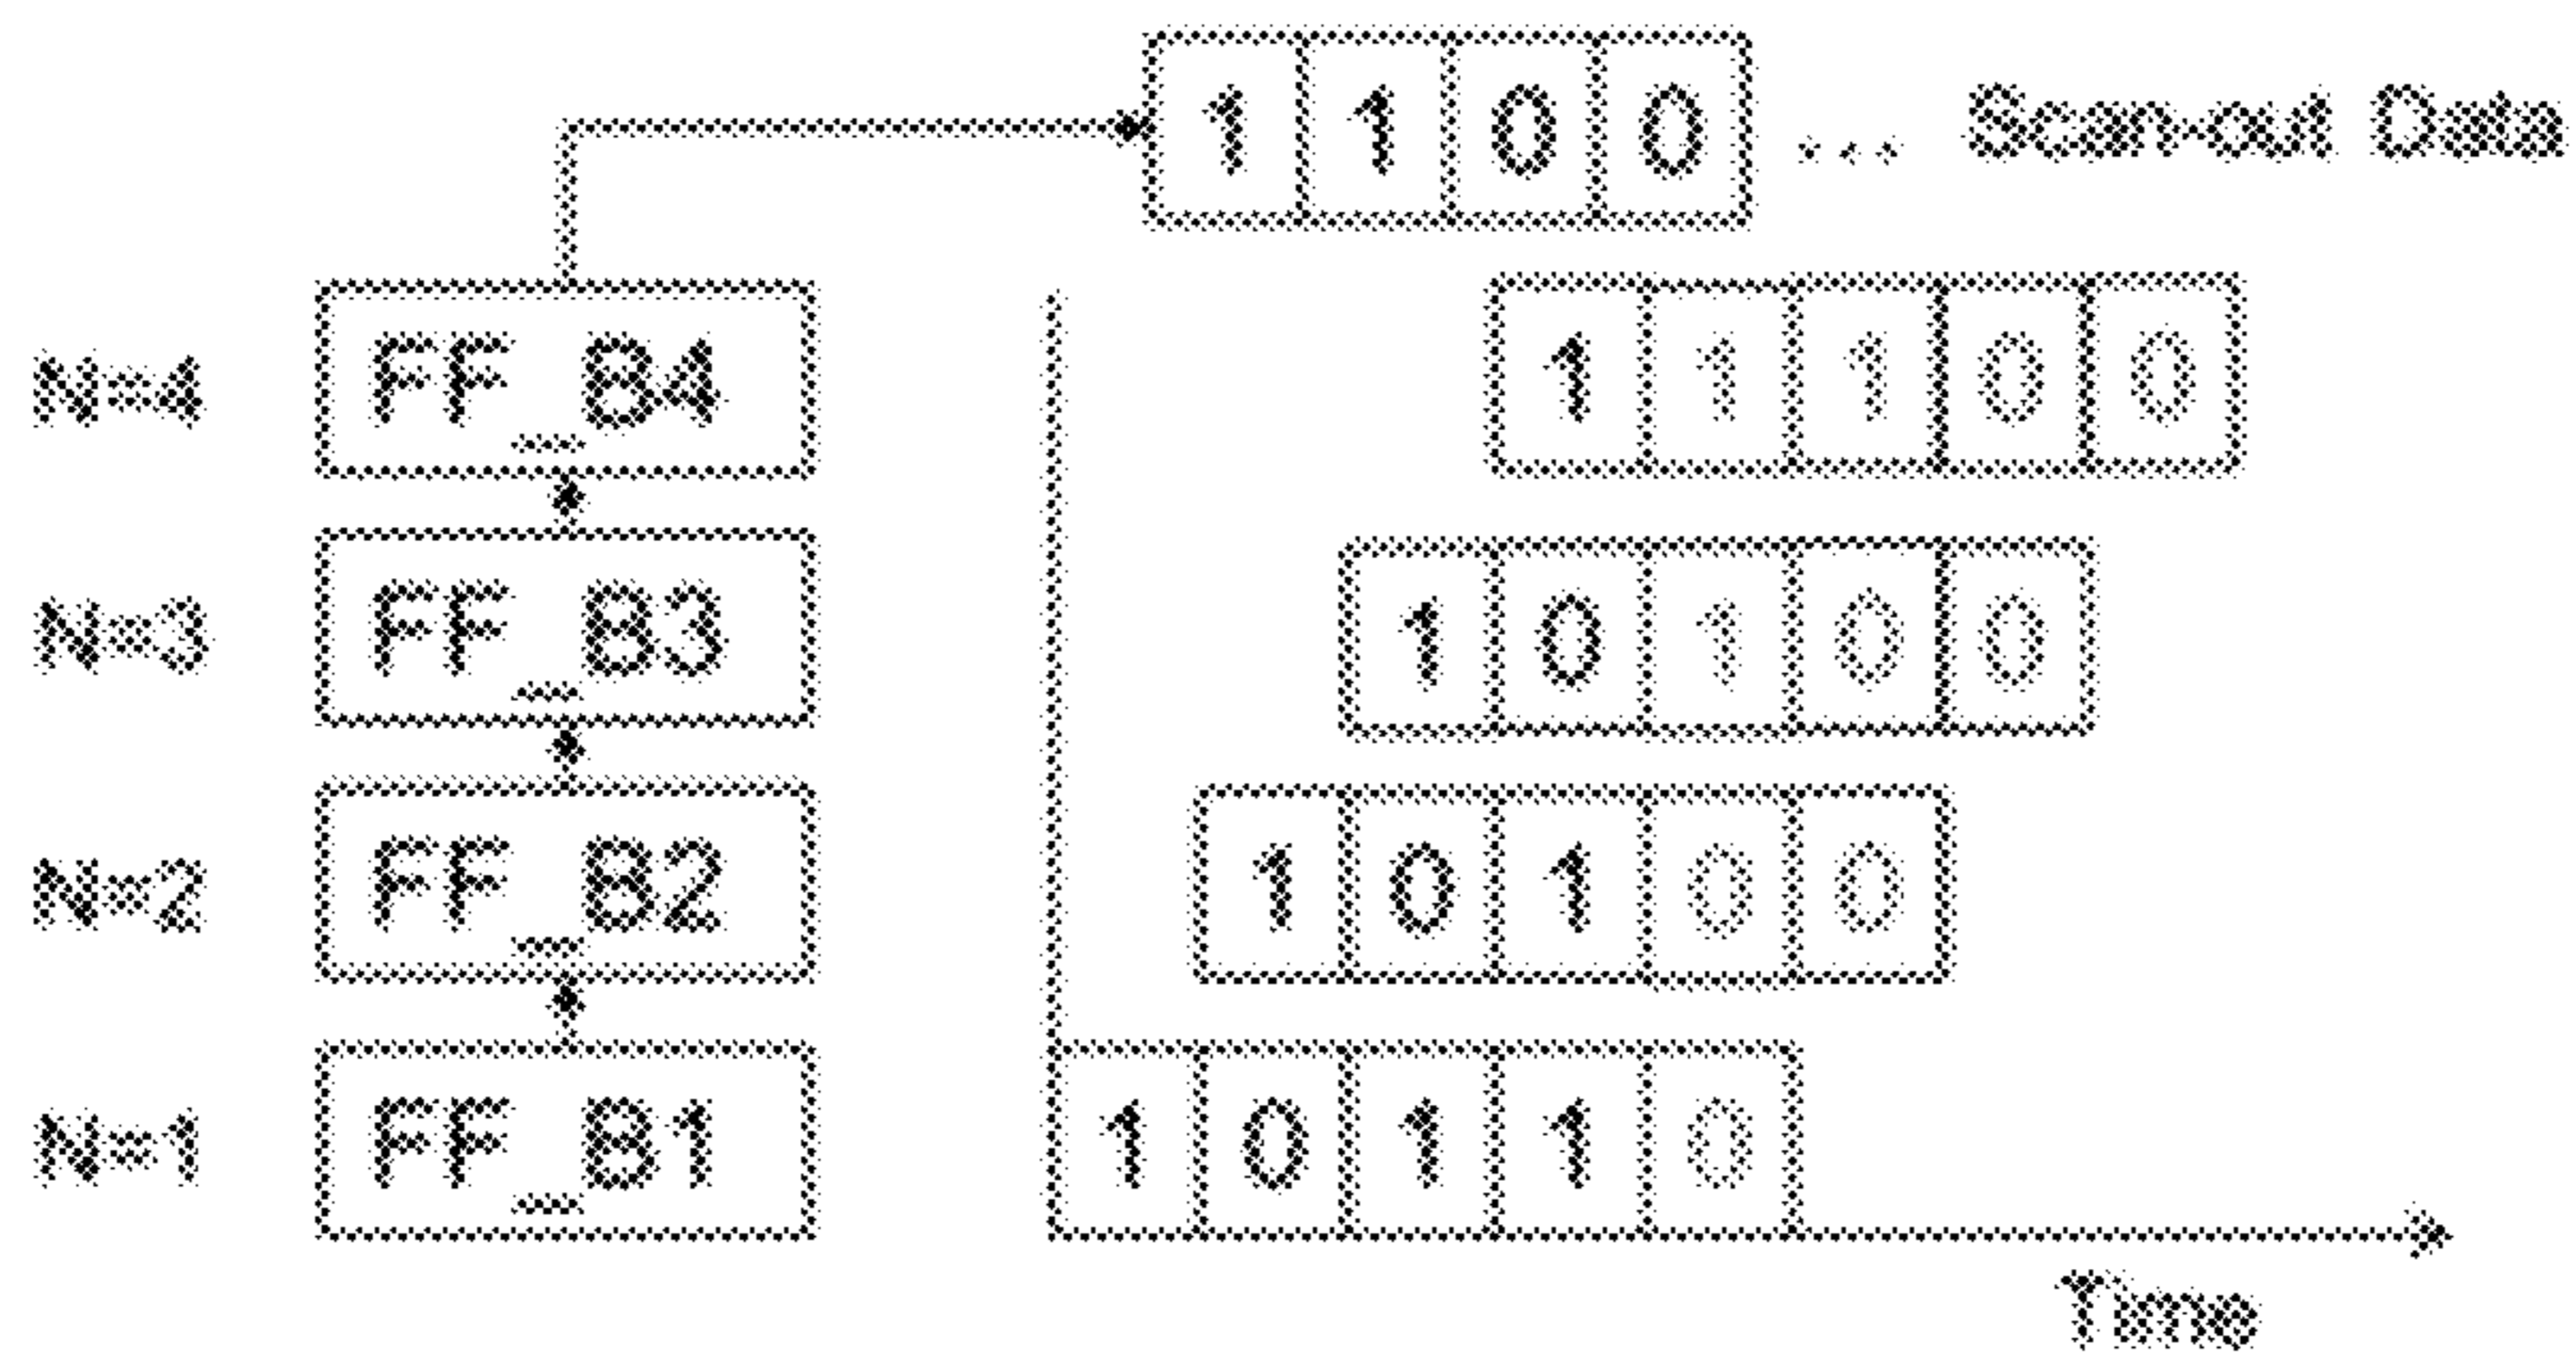 1 1 0 0 ... Scan-out Data
N=4 FF_B4 1 1 1 0 0
N=3 FF_B3 1 0 1 0 0
N=2 FF_B2 1 0 1 0 0
N=1 FF_B1 1 0 1 1 0
Time